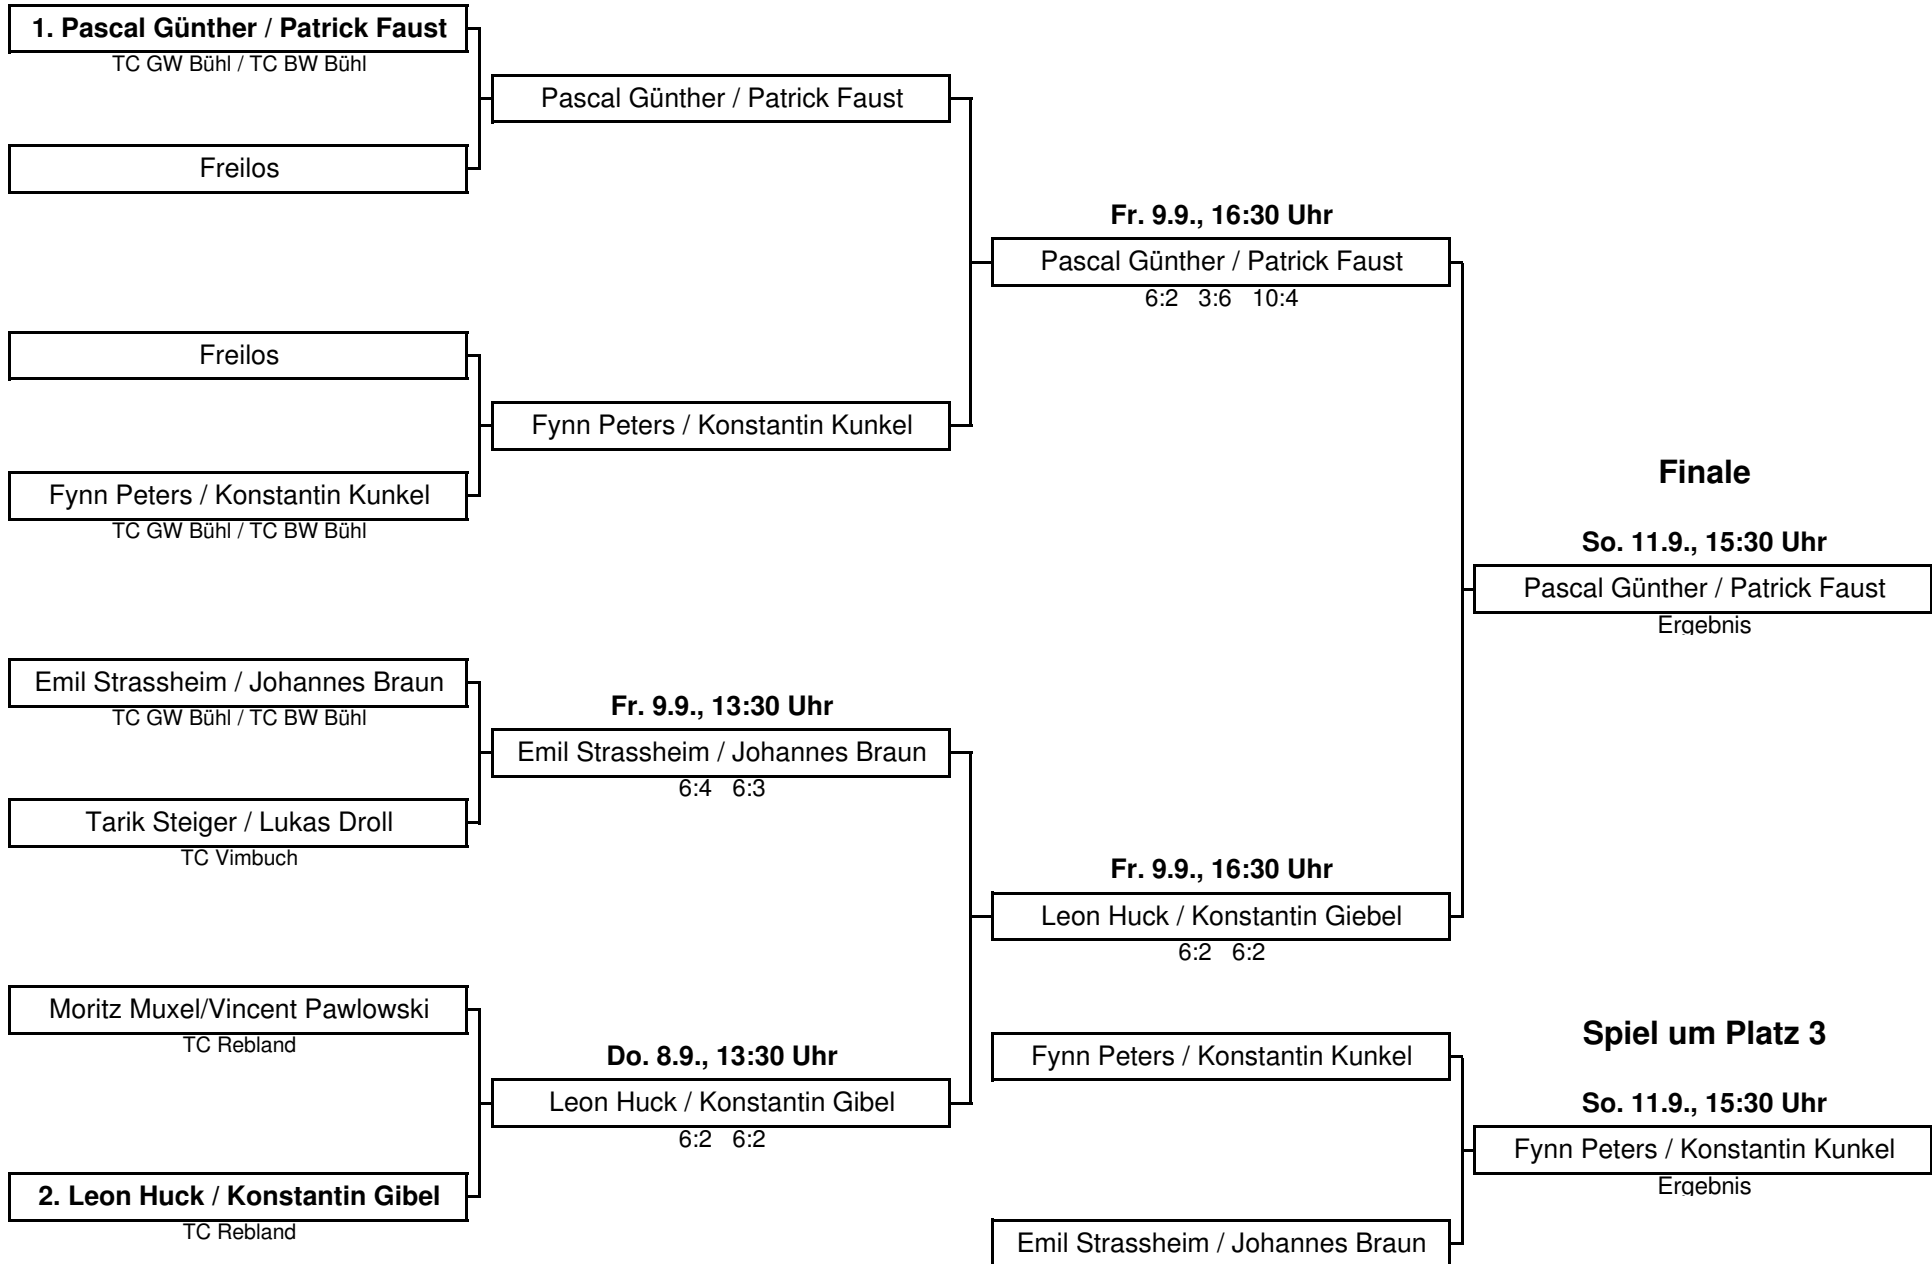 1. Pascal Günther / Patrick Faust
TC GW Bühl / TC BW Bühl
Freilos
Freilos
Fynn Peters / Konstantin Kunkel
TC GW Bühl / TC BW Bühl
Emil Strassheim / Johannes Braun
TC GW Bühl / TC BW Bühl
Tarik Steiger / Lukas Droll
TC Vimbuch
Moritz Muxel/Vincent Pawlowski
TC Rebland
2. Leon Huck / Konstantin Gibel
TC Rebland
Pascal Günther / Patrick Faust
Fynn Peters / Konstantin Kunkel
Fr. 9.9., 13:30 Uhr
Emil Strassheim / Johannes Braun
6:4 6:3
Do. 8.9., 13:30 Uhr
Leon Huck / Konstantin Gibel
6:2 6:2
Fr. 9.9., 16:30 Uhr
Pascal Günther / Patrick Faust
6:2 3:6 10:4
Fr. 9.9., 16:30 Uhr
Leon Huck / Konstantin Giebel
6:2 6:2
Fynn Peters / Konstantin Kunkel
Emil Strassheim / Johannes Braun
Finale
So. 11.9., 15:30 Uhr
Pascal Günther / Patrick Faust
Ergebnis
Spiel um Platz 3
So. 11.9., 15:30 Uhr
Fynn Peters / Konstantin Kunkel
Ergebnis